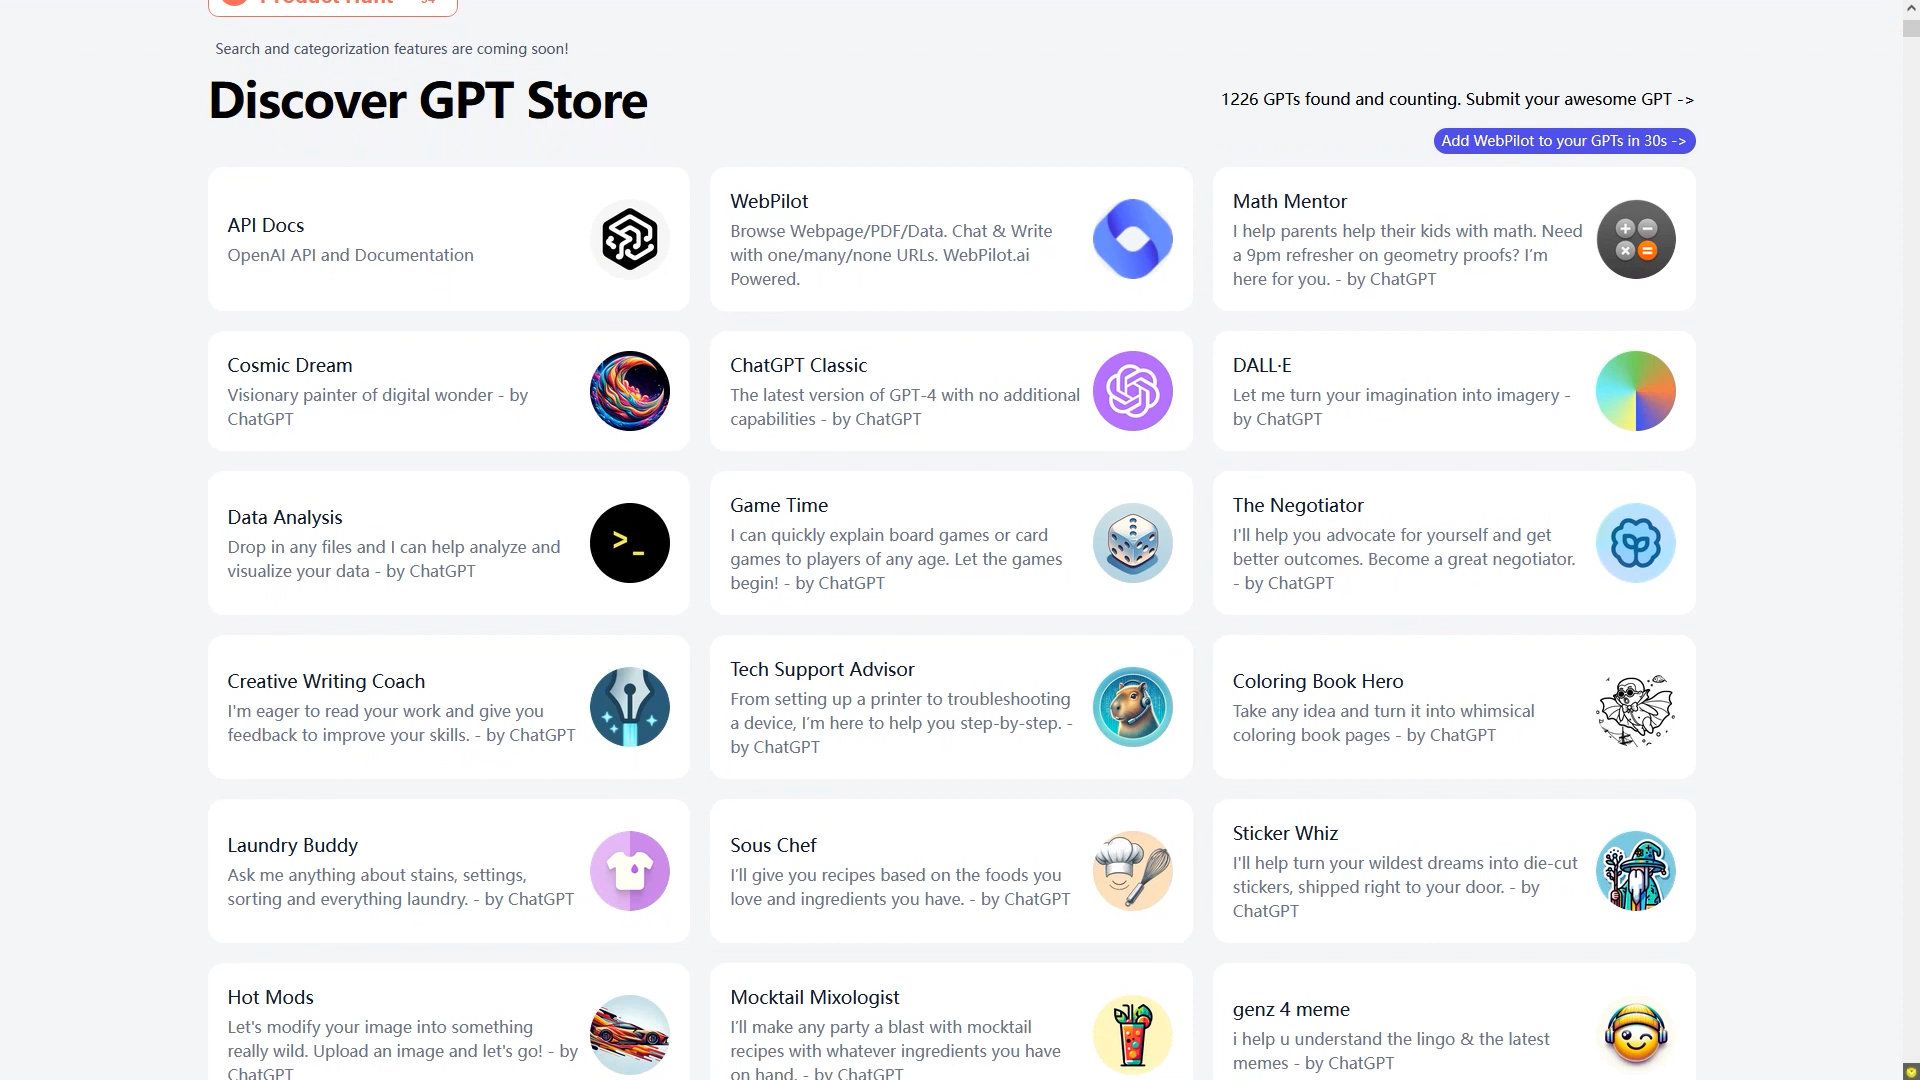 Product Hunt 34
Search and categorization features are coming soon!
Discover GPT Store
1226 GPTs found and counting. Submit your awesome GPT ->
Add WebPilot to your GPTs in 30s ->
API Docs
OpenAI API and Documentation
WebPilot
Browse Webpage/PDF/Data. Chat & Write
with one/many/none URLs. WebPilot.ai
Powered.
Math Mentor
I help parents help their kids with math. Need
a 9pm refresher on geometry proofs? I’m
here for you. - by ChatGPT
Cosmic Dream
Visionary painter of digital wonder - by
ChatGPT
ChatGPT Classic
The latest version of GPT-4 with no additional
capabilities - by ChatGPT
DALL·E
Let me turn your imagination into imagery -
by ChatGPT
Data Analysis
Drop in any files and I can help analyze and
visualize your data - by ChatGPT
>_
Game Time
I can quickly explain board games or card
games to players of any age. Let the games
begin! - by ChatGPT
The Negotiator
I'll help you advocate for yourself and get
better outcomes. Become a great negotiator.
- by ChatGPT
Creative Writing Coach
I'm eager to read your work and give you
feedback to improve your skills. - by ChatGPT
Tech Support Advisor
From setting up a printer to troubleshooting
a device, I’m here to help you step-by-step. -
by ChatGPT
Coloring Book Hero
Take any idea and turn it into whimsical
coloring book pages - by ChatGPT
Laundry Buddy
Ask me anything about stains, settings,
sorting and everything laundry. - by ChatGPT
Sous Chef
I’ll give you recipes based on the foods you
love and ingredients you have. - by ChatGPT
Sticker Whiz
I'll help turn your wildest dreams into die-cut
stickers, shipped right to your door. - by
ChatGPT
Hot Mods
Let's modify your image into something
really wild. Upload an image and let's go! - by
ChatGPT
Mocktail Mixologist
I’ll make any party a blast with mocktail
recipes with whatever ingredients you have
on hand. - by ChatGPT
genz 4 meme
i help u understand the lingo & the latest
memes - by ChatGPT